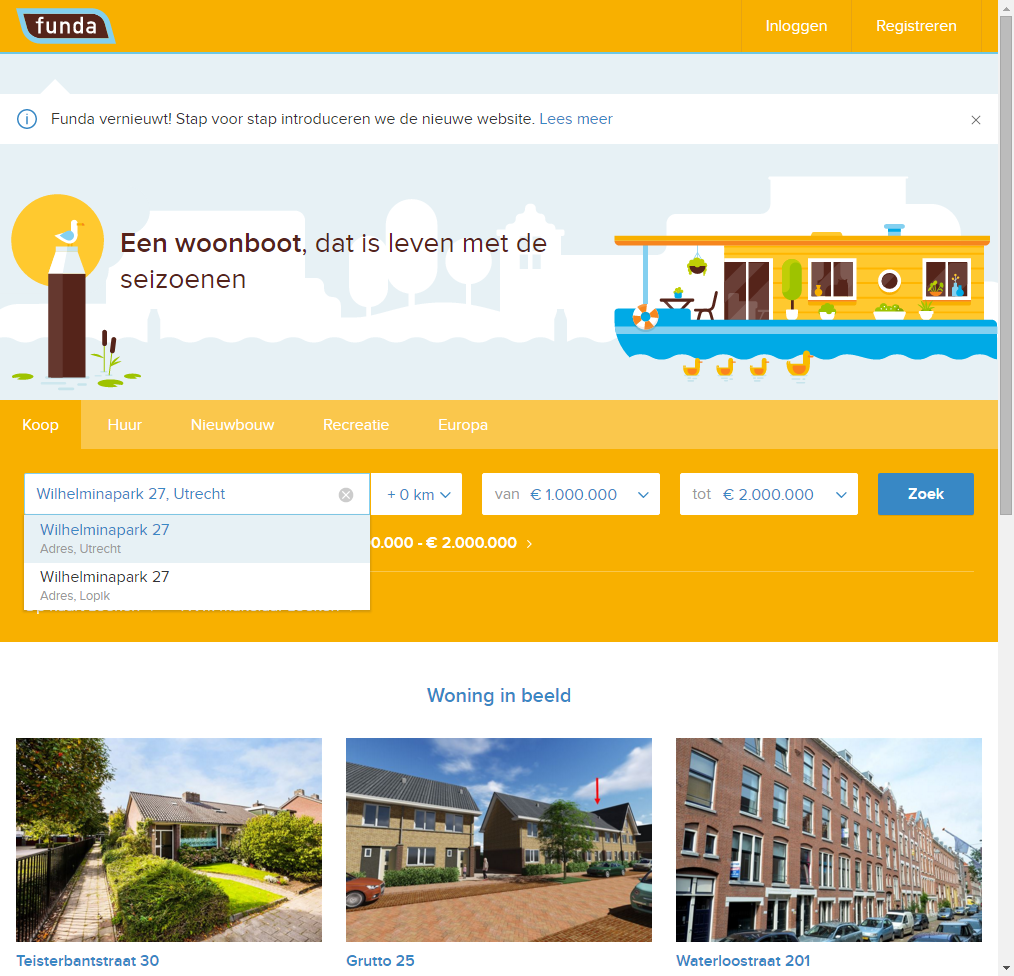 funda
Inloggen
Registreren
Funda vernieuwt! Stap voor stap introduceren we de nieuwe website. Lees meer
Een woonboot, dat is leven met de
seizoenen
Koop
Huur
Nieuwbouw
Recreatie
Europa
Wilhelminapark 27, Utrecht
+ 0 km
van € 1.000.000
tot € 2.000.000
Zoek
Wilhelminapark 27
Adres, Utrecht
00.000 - € 2.000.000
Wilhelminapark 27
Adres, Lopik
Woning in beeld
Teisterbantstraat 30
Grutto 25
Waterloostraat 201